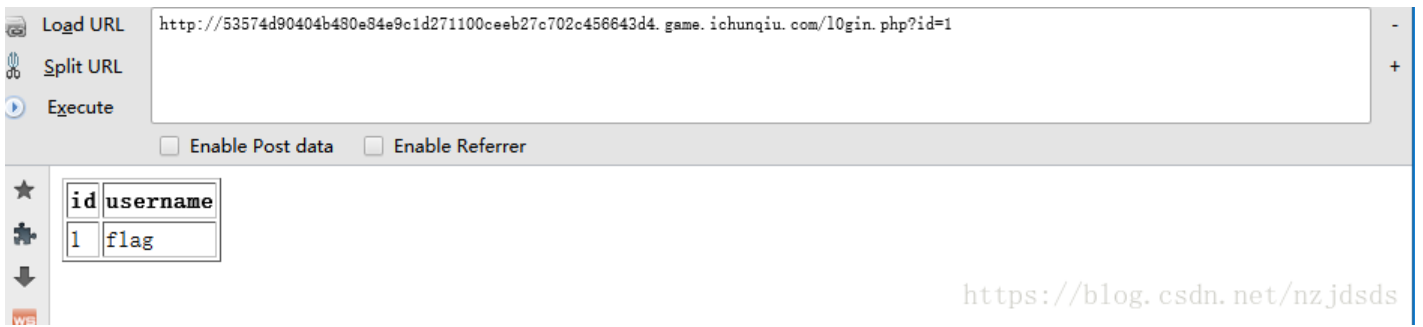 Load URL
http://53574d90404b480e84e9c1d271100ceeb27c702c456643d4.game.ichunqiu.com/l0gin.php?id=1
-
Split URL
+
Execute
Enable Post data
Enable Referrer
id username
1 flag
https://blog.csdn.net/nzjdsds
WS